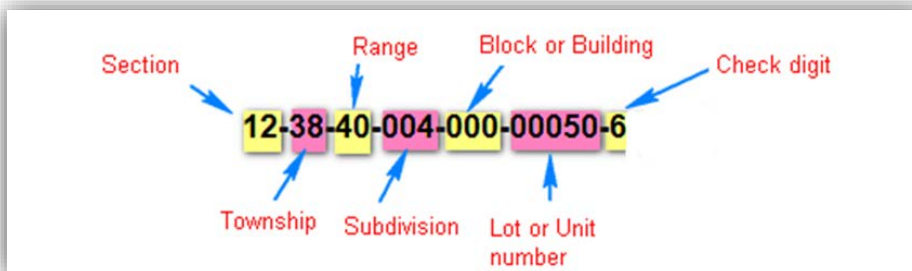 Range
Block or Building
Section
Check digit
12-38-40-004-000-00050-6
Township
Subdivision
Lot or Unit
number